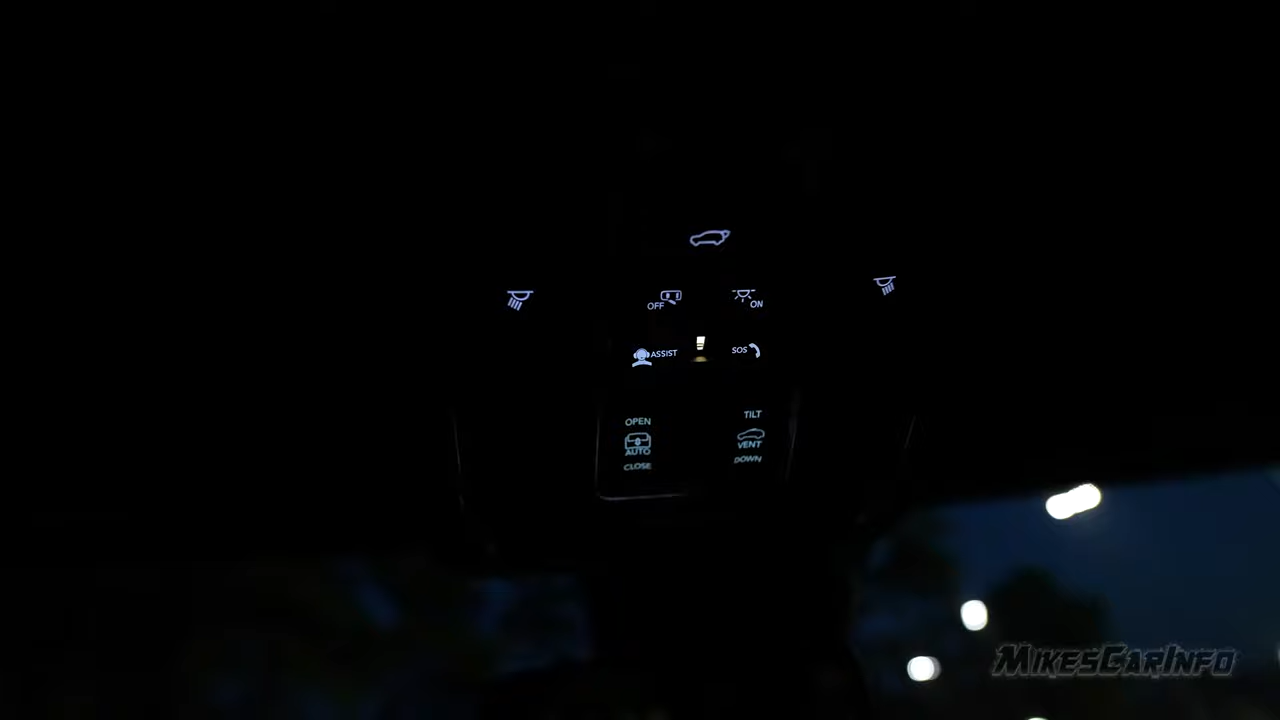 OFF
ON
ASSIST
SOS
OPEN
TILT
AUTO
VENT
CLOSE
DOWN
MIKESCARINFO